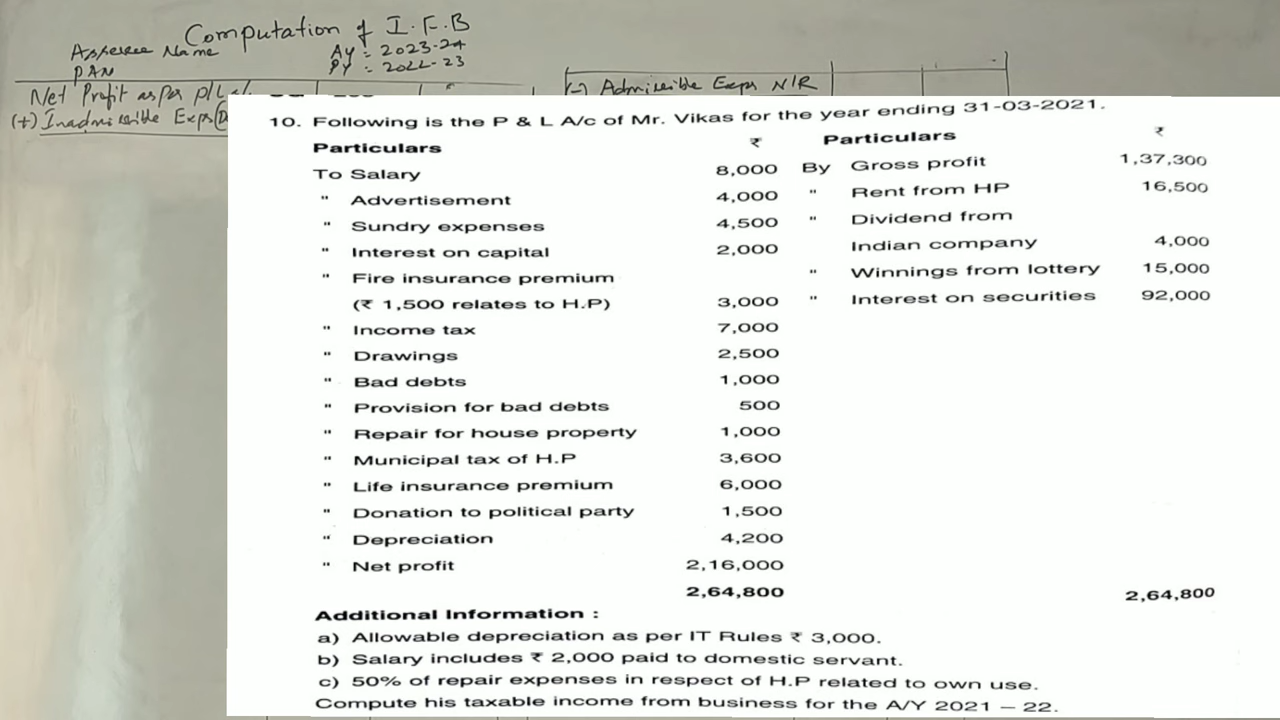 Computation of I.F.B
Assessee Name AY : 2023-24
PAN PY : 2022-23
Net Profit as per P/L a/c
(+) Inadmissible Exps
(-) Admissible Exps N/R
10. Following is the P & L A/c of Mr. Vikas for the year ending 31-03-2021.
Particulars ₹ Particulars ₹
To Salary 8,000 By Gross profit 1,37,300
" Advertisement 4,000 " Rent from HP 16,500
" Sundry expenses 4,500 " Dividend from
" Interest on capital 2,000 Indian company 4,000
" Fire insurance premium " Winnings from lottery 15,000
(₹ 1,500 relates to H.P) 3,000 " Interest on securities 92,000
" Income tax 7,000
" Drawings 2,500
" Bad debts 1,000
" Provision for bad debts 500
" Repair for house property 1,000
" Municipal tax of H.P 3,600
" Life insurance premium 6,000
" Donation to political party 1,500
" Depreciation 4,200
" Net profit 2,16,000
2,64,800 2,64,800
Additional Information :
a) Allowable depreciation as per IT Rules ₹ 3,000.
b) Salary includes ₹ 2,000 paid to domestic servant.
c) 50% of repair expenses in respect of H.P related to own use.
Compute his taxable income from business for the A/Y 2021 – 22.